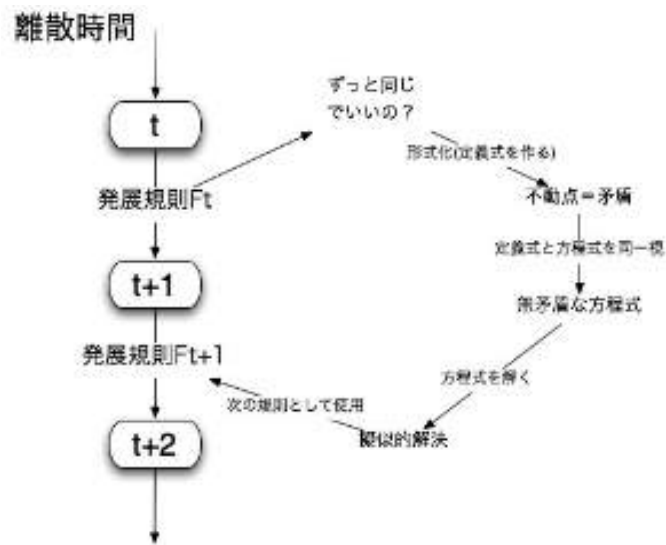 離散時間
t
発展規則Ft
t+1
発展規則Ft+1
t+2
ずっと同じ
でいいの？
形式化(定義式を作る)
不動点＝矛盾
定義式と方程式を同一視
無矛盾な方程式
方程式を解く
擬似的解決
次の規則として使用